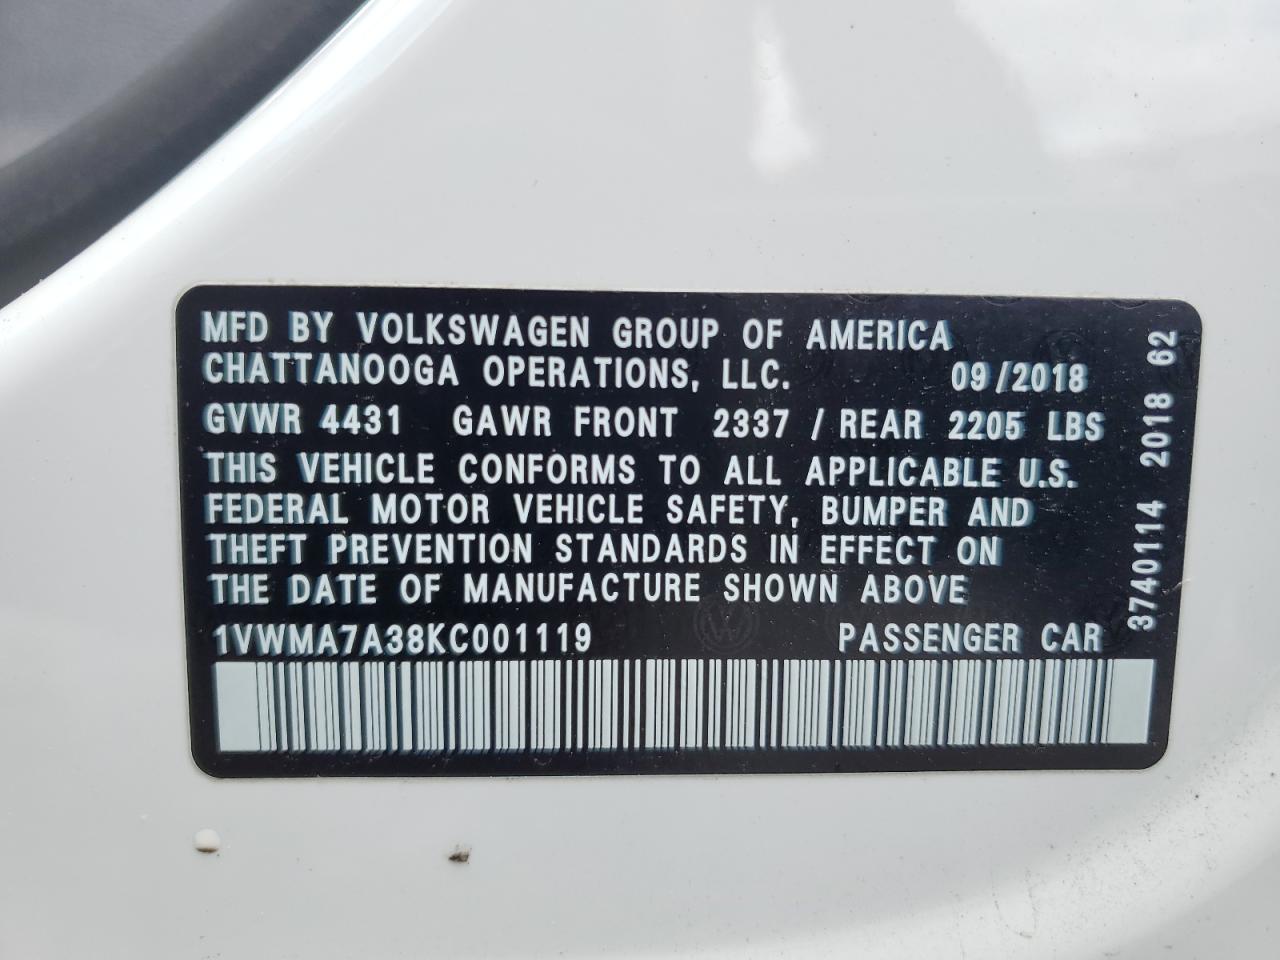 MFD BY VOLKSWAGEN GROUP OF AMERICA
CHATTANOOGA OPERATIONS, LLC. 09/2018
GVWR 4431 GAWR FRONT 2337 / REAR 2205 LBS
THIS VEHICLE CONFORMS TO ALL APPLICABLE U.S.
FEDERAL MOTOR VEHICLE SAFETY, BUMPER AND
THEFT PREVENTION STANDARDS IN EFFECT ON
THE DATE OF MANUFACTURE SHOWN ABOVE
1VWMA7A38KC001119 PASSENGER CAR
3740114 2018 62